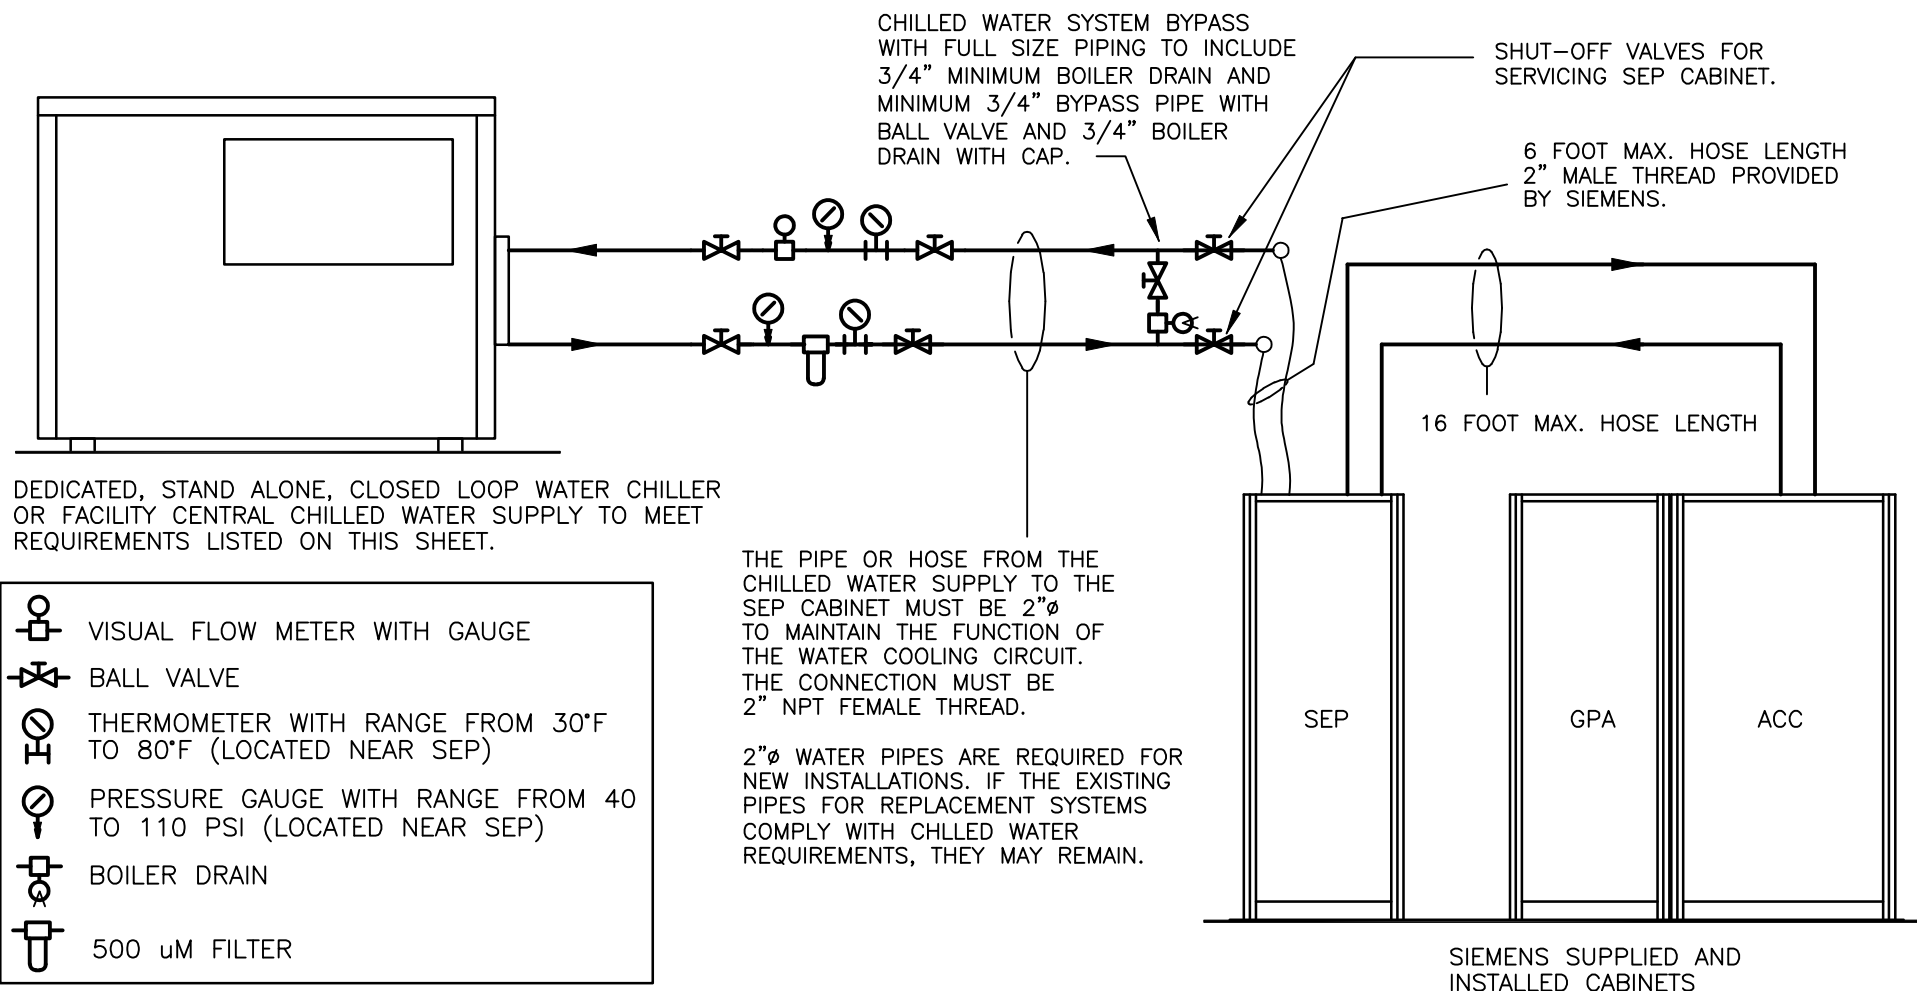 CHILLED WATER SYSTEM BYPASS
WITH FULL SIZE PIPING TO INCLUDE
3/4" MINIMUM BOILER DRAIN AND
MINIMUM 3/4" BYPASS PIPE WITH
BALL VALVE AND 3/4" BOILER
DRAIN WITH CAP.
SHUT-OFF VALVES FOR
SERVICING SEP CABINET.
6 FOOT MAX. HOSE LENGTH
2" MALE THREAD PROVIDED
BY SIEMENS.
16 FOOT MAX. HOSE LENGTH
DEDICATED, STAND ALONE, CLOSED LOOP WATER CHILLER
OR FACILITY CENTRAL CHILLED WATER SUPPLY TO MEET
REQUIREMENTS LISTED ON THIS SHEET.
THE PIPE OR HOSE FROM THE
CHILLED WATER SUPPLY TO THE
SEP CABINET MUST BE 2"ø
TO MAINTAIN THE FUNCTION OF
THE WATER COOLING CIRCUIT.
THE CONNECTION MUST BE
2" NPT FEMALE THREAD.
2"ø WATER PIPES ARE REQUIRED FOR
NEW INSTALLATIONS. IF THE EXISTING
PIPES FOR REPLACEMENT SYSTEMS
COMPLY WITH CHLLED WATER
REQUIREMENTS, THEY MAY REMAIN.
VISUAL FLOW METER WITH GAUGE
BALL VALVE
THERMOMETER WITH RANGE FROM 30°F
TO 80°F (LOCATED NEAR SEP)
PRESSURE GAUGE WITH RANGE FROM 40
TO 110 PSI (LOCATED NEAR SEP)
BOILER DRAIN
500 uM FILTER
SEP
GPA
ACC
SIEMENS SUPPLIED AND
INSTALLED CABINETS